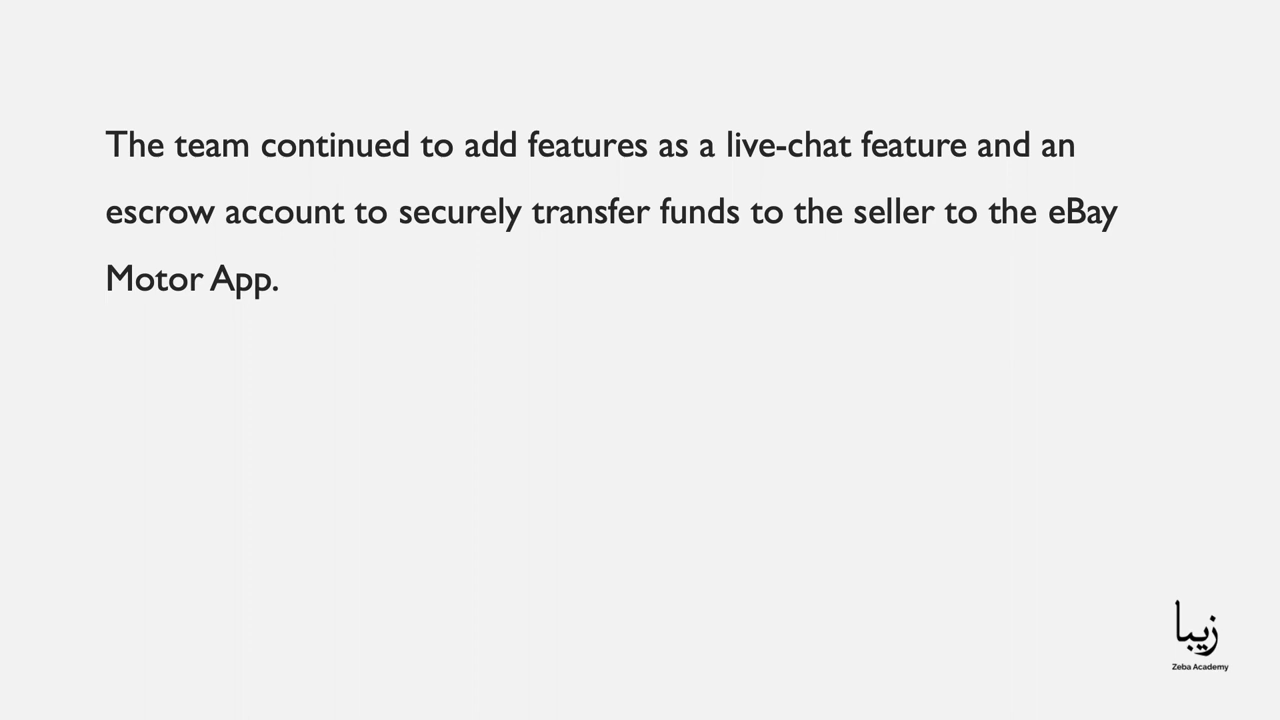 The team continued to add features as a live-chat feature and an
escrow account to securely transfer funds to the seller to the eBay
Motor App.
زيبا
Zeba Academy